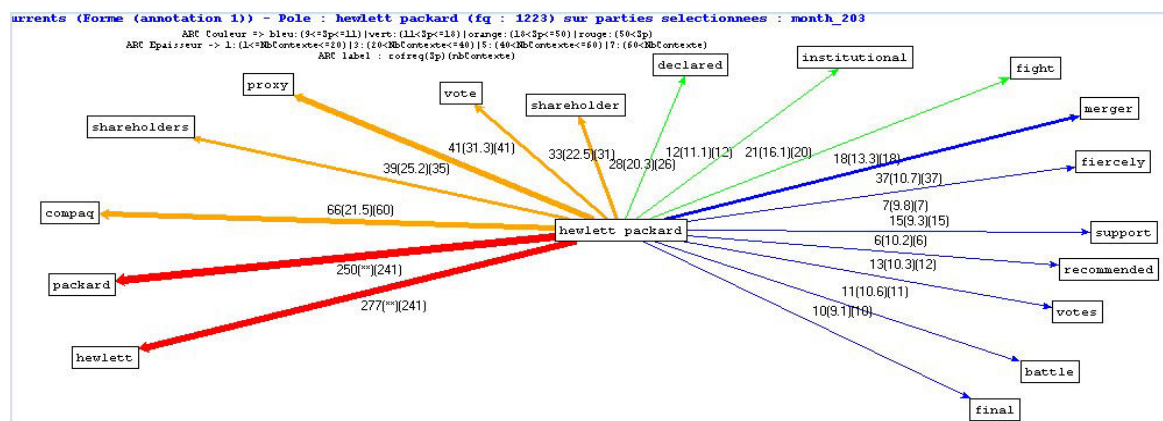 urrents (Forme (annotation 1)) - Pole : hewlett packard (fq : 1223) sur parties selectionnees : month_203
ARC Couleur => bleu:(9<=Sp<=11)|vert:(11<Sp<=18)|orange:(18<Sp<=50)|rouge:(50<Sp)
ARC Epaisseur -> 1:(1<=NbContexte<=20)|3:(20<NbContexte<=40)|5:(40<NbContexte<=60)|7:(60<NbContexte)
ARC label : cofreq(Sp)(nbContexte)
institutional
declared
fight
proxy
vote
shareholder
merger
shareholders
41(31.3)(41)
33(22.5)(31)
12(11.1)(12)
21(16.1)(20)
28(20.3)(26)
18(13.3)(18)
fiercely
39(25.2)(35)
37(10.7)(37)
7(9.8)(7)
compaq
66(21.5)(60)
15(9.3)(15)
hewlett packard
support
6(10.2)(6)
packard
250(**)(241)
13(10.3)(12)
recommended
277(**)(241)
11(10.6)(11)
votes
10(9.1)(10)
hewlett
battle
final